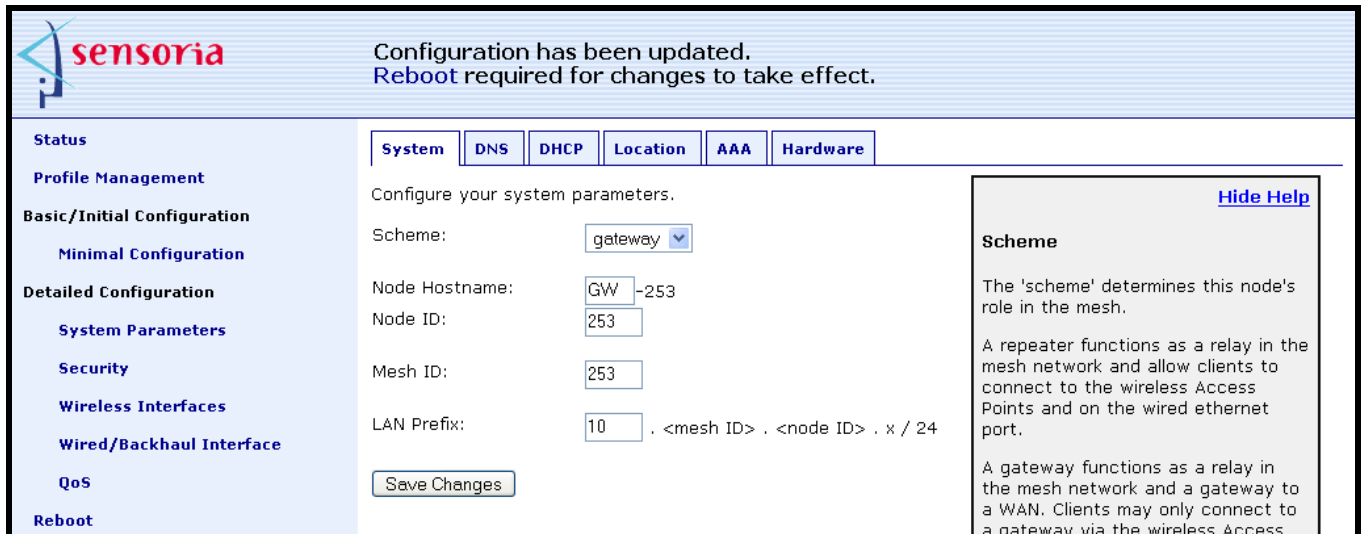 sensoria
Configuration has been updated.
Reboot required for changes to take effect.
Status
Profile Management
Basic/Initial Configuration
Minimal Configuration
Detailed Configuration
System Parameters
Security
Wireless Interfaces
Wired/Backhaul Interface
QoS
Reboot
System DNS DHCP Location AAA Hardware
Configure your system parameters.
Scheme: gateway
Node Hostname: GW -253
Node ID: 253
Mesh ID: 253
LAN Prefix: 10 . <mesh ID> . <node ID> . x / 24
Save Changes
Hide Help
Scheme
The 'scheme' determines this node's
role in the mesh.
A repeater functions as a relay in the
mesh network and allow clients to
connect to the wireless Access
Points and on the wired ethernet
port.
A gateway functions as a relay in
the mesh network and a gateway to
a WAN. Clients may only connect to
a gateway via the wireless Access